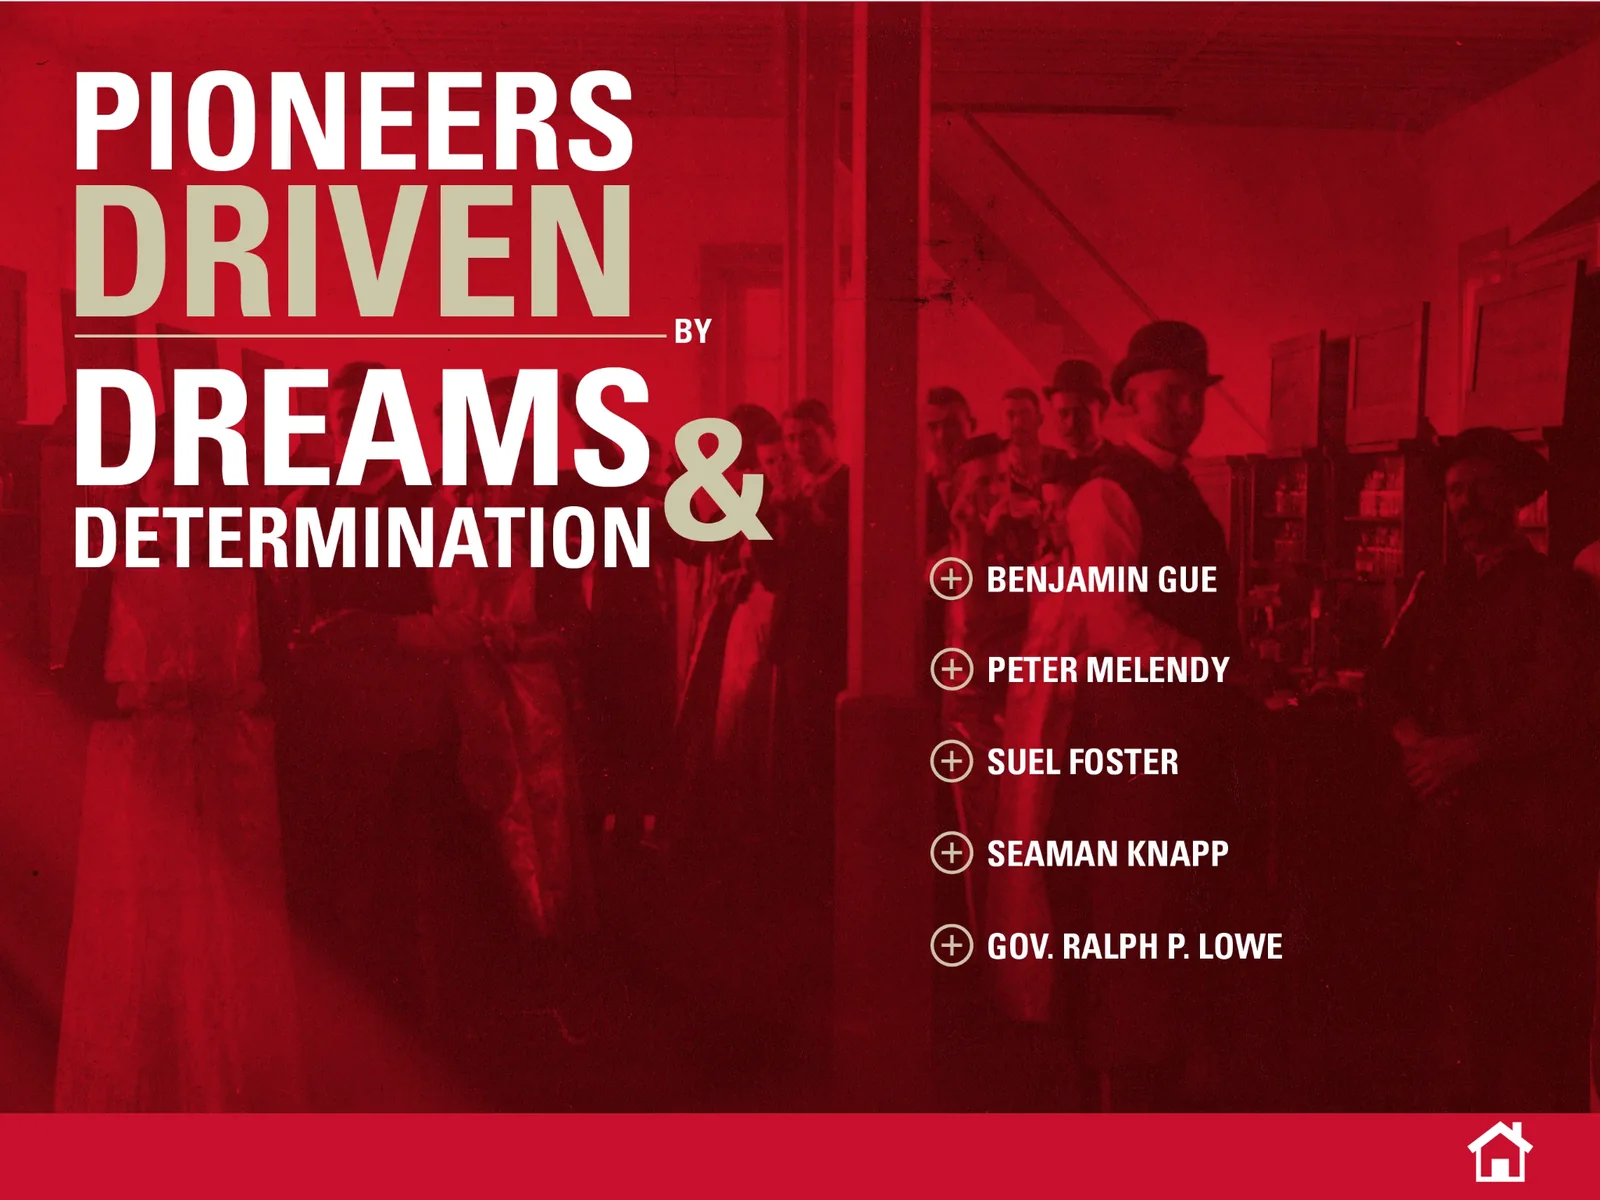 PIONEERS
DRIVEN
BY
DREAMS &
DETERMINATION
BENJAMIN GUE
PETER MELENDY
SUEL FOSTER
SEAMAN KNAPP
GOV. RALPH P. LOWE